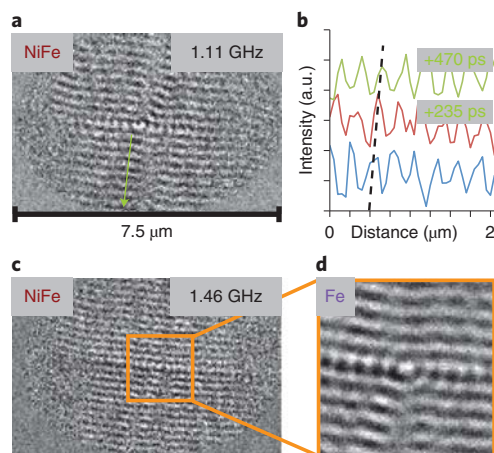 a
NiFe
1.11 GHz
7.5 μm
b
Intensity (a.u.)
+470 ps
+235 ps
0
2
Distance (μm)
c
NiFe
1.46 GHz
d
Fe